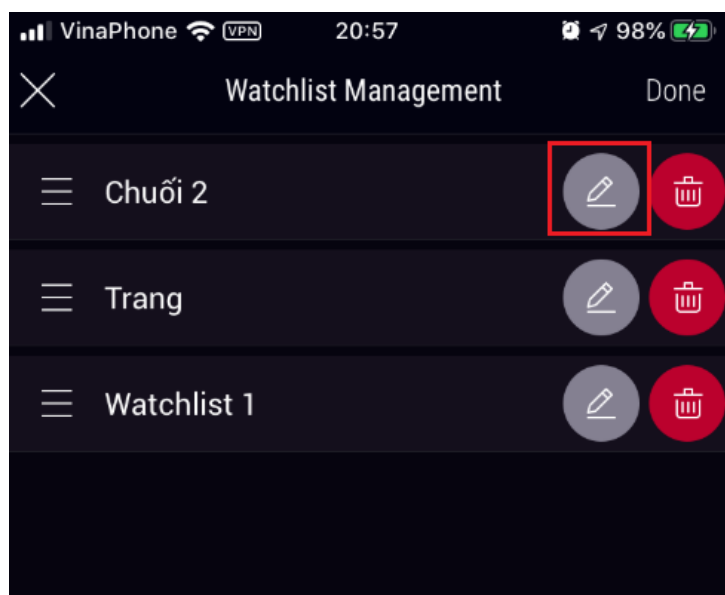 VinaPhone VPN 20:57 98%
Watchlist Management Done
Chuối 2
Trang
Watchlist 1